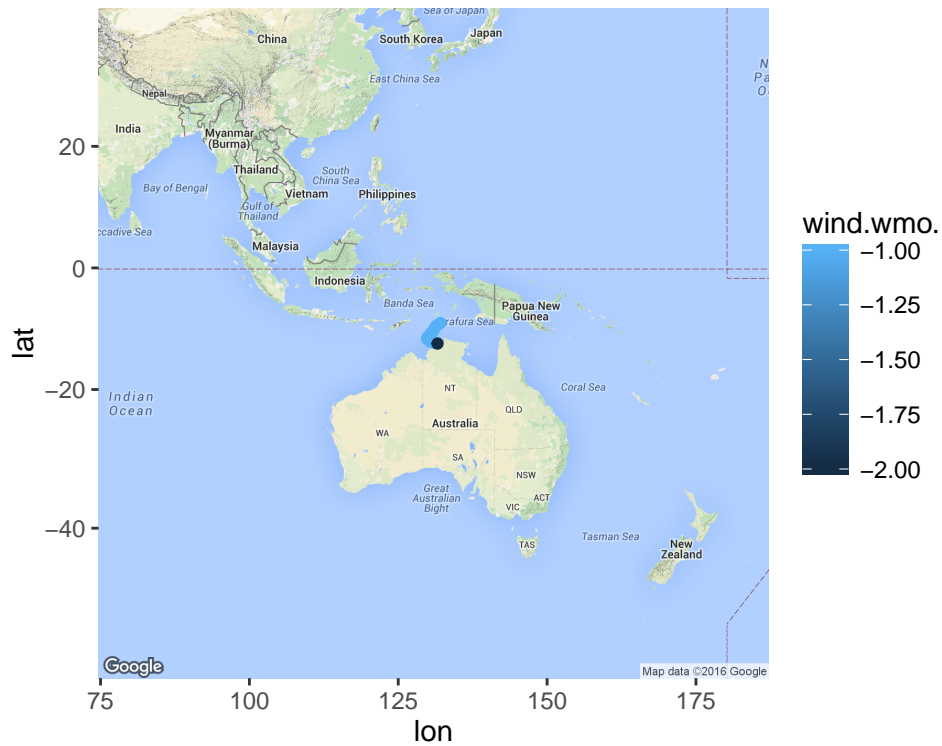 Sea of Japan
China
South Korea
Japan
N
Pa
O
East China Sea
Nepal
India
Myanmar
(Burma)
20
Thailand
South
China Sea
Bay of Bengal
Vietnam
Philippines
Gulf of
Thailand
ccadive Sea
Malaysia
0
Indonesia
Banda Sea
Papua New
Guinea
rafura Sea
−20
NT
Coral Sea
Indian
Ocean
QLD
Australia
WA
SA
NSW
Great
Australian
Bight
ACT
VIC
−40
TAS
Tasman Sea
New
Zealand
Google
Map data ©2016 Google
75
100
125
150
175
lon
lat
wind.wmo.
−1.00
−1.25
−1.50
−1.75
−2.00